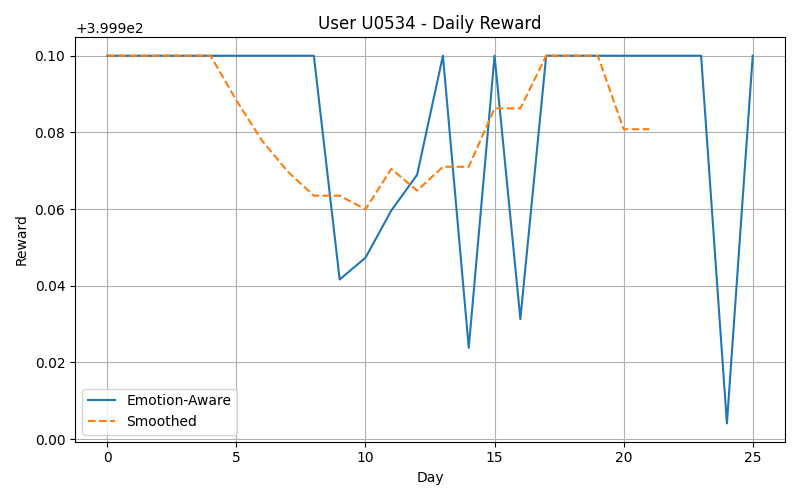 User U0534 - Daily Reward
+3.999e2
0.10
0.08
0.06
0.04
0.02
0.00
Reward
Emotion-Aware
Smoothed
0 5 10 15 20 25
Day